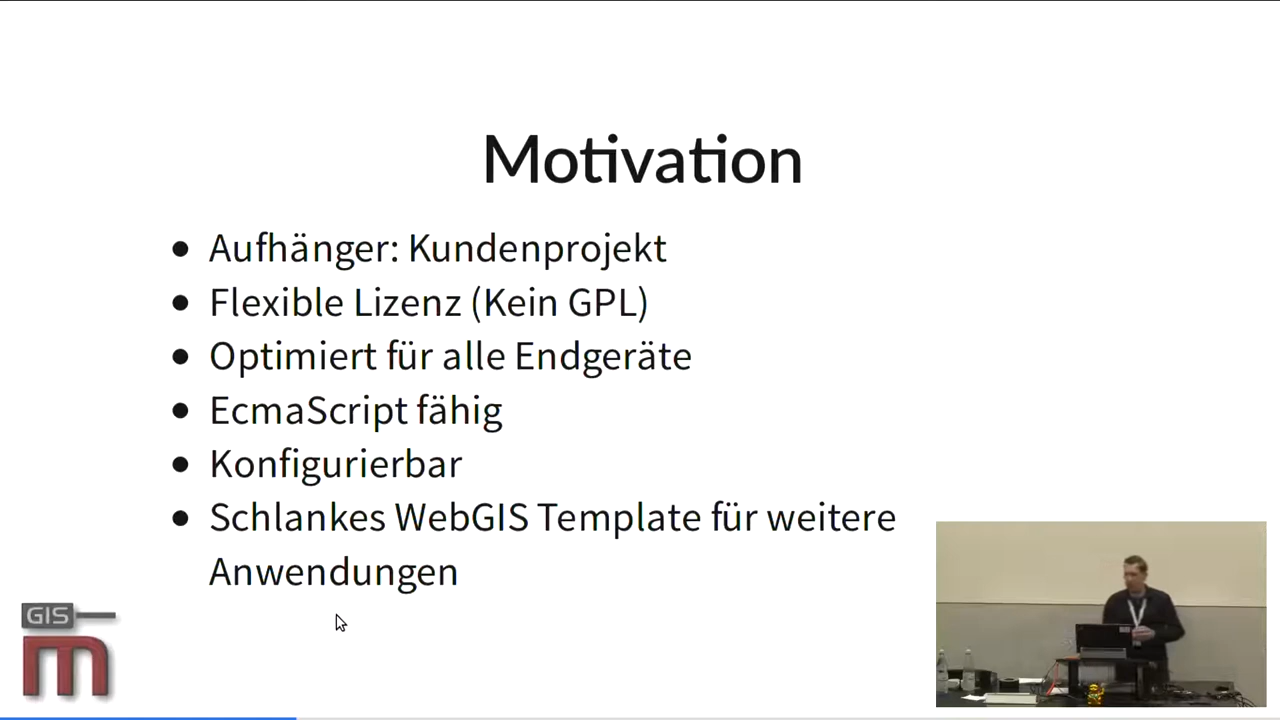 Motivation
Aufhänger: Kundenprojekt
Flexible Lizenz (Kein GPL)
Optimiert für alle Endgeräte
EcmaScript fähig
Konfigurierbar
Schlankes WebGIS Template für weitere
Anwendungen
GIS
m